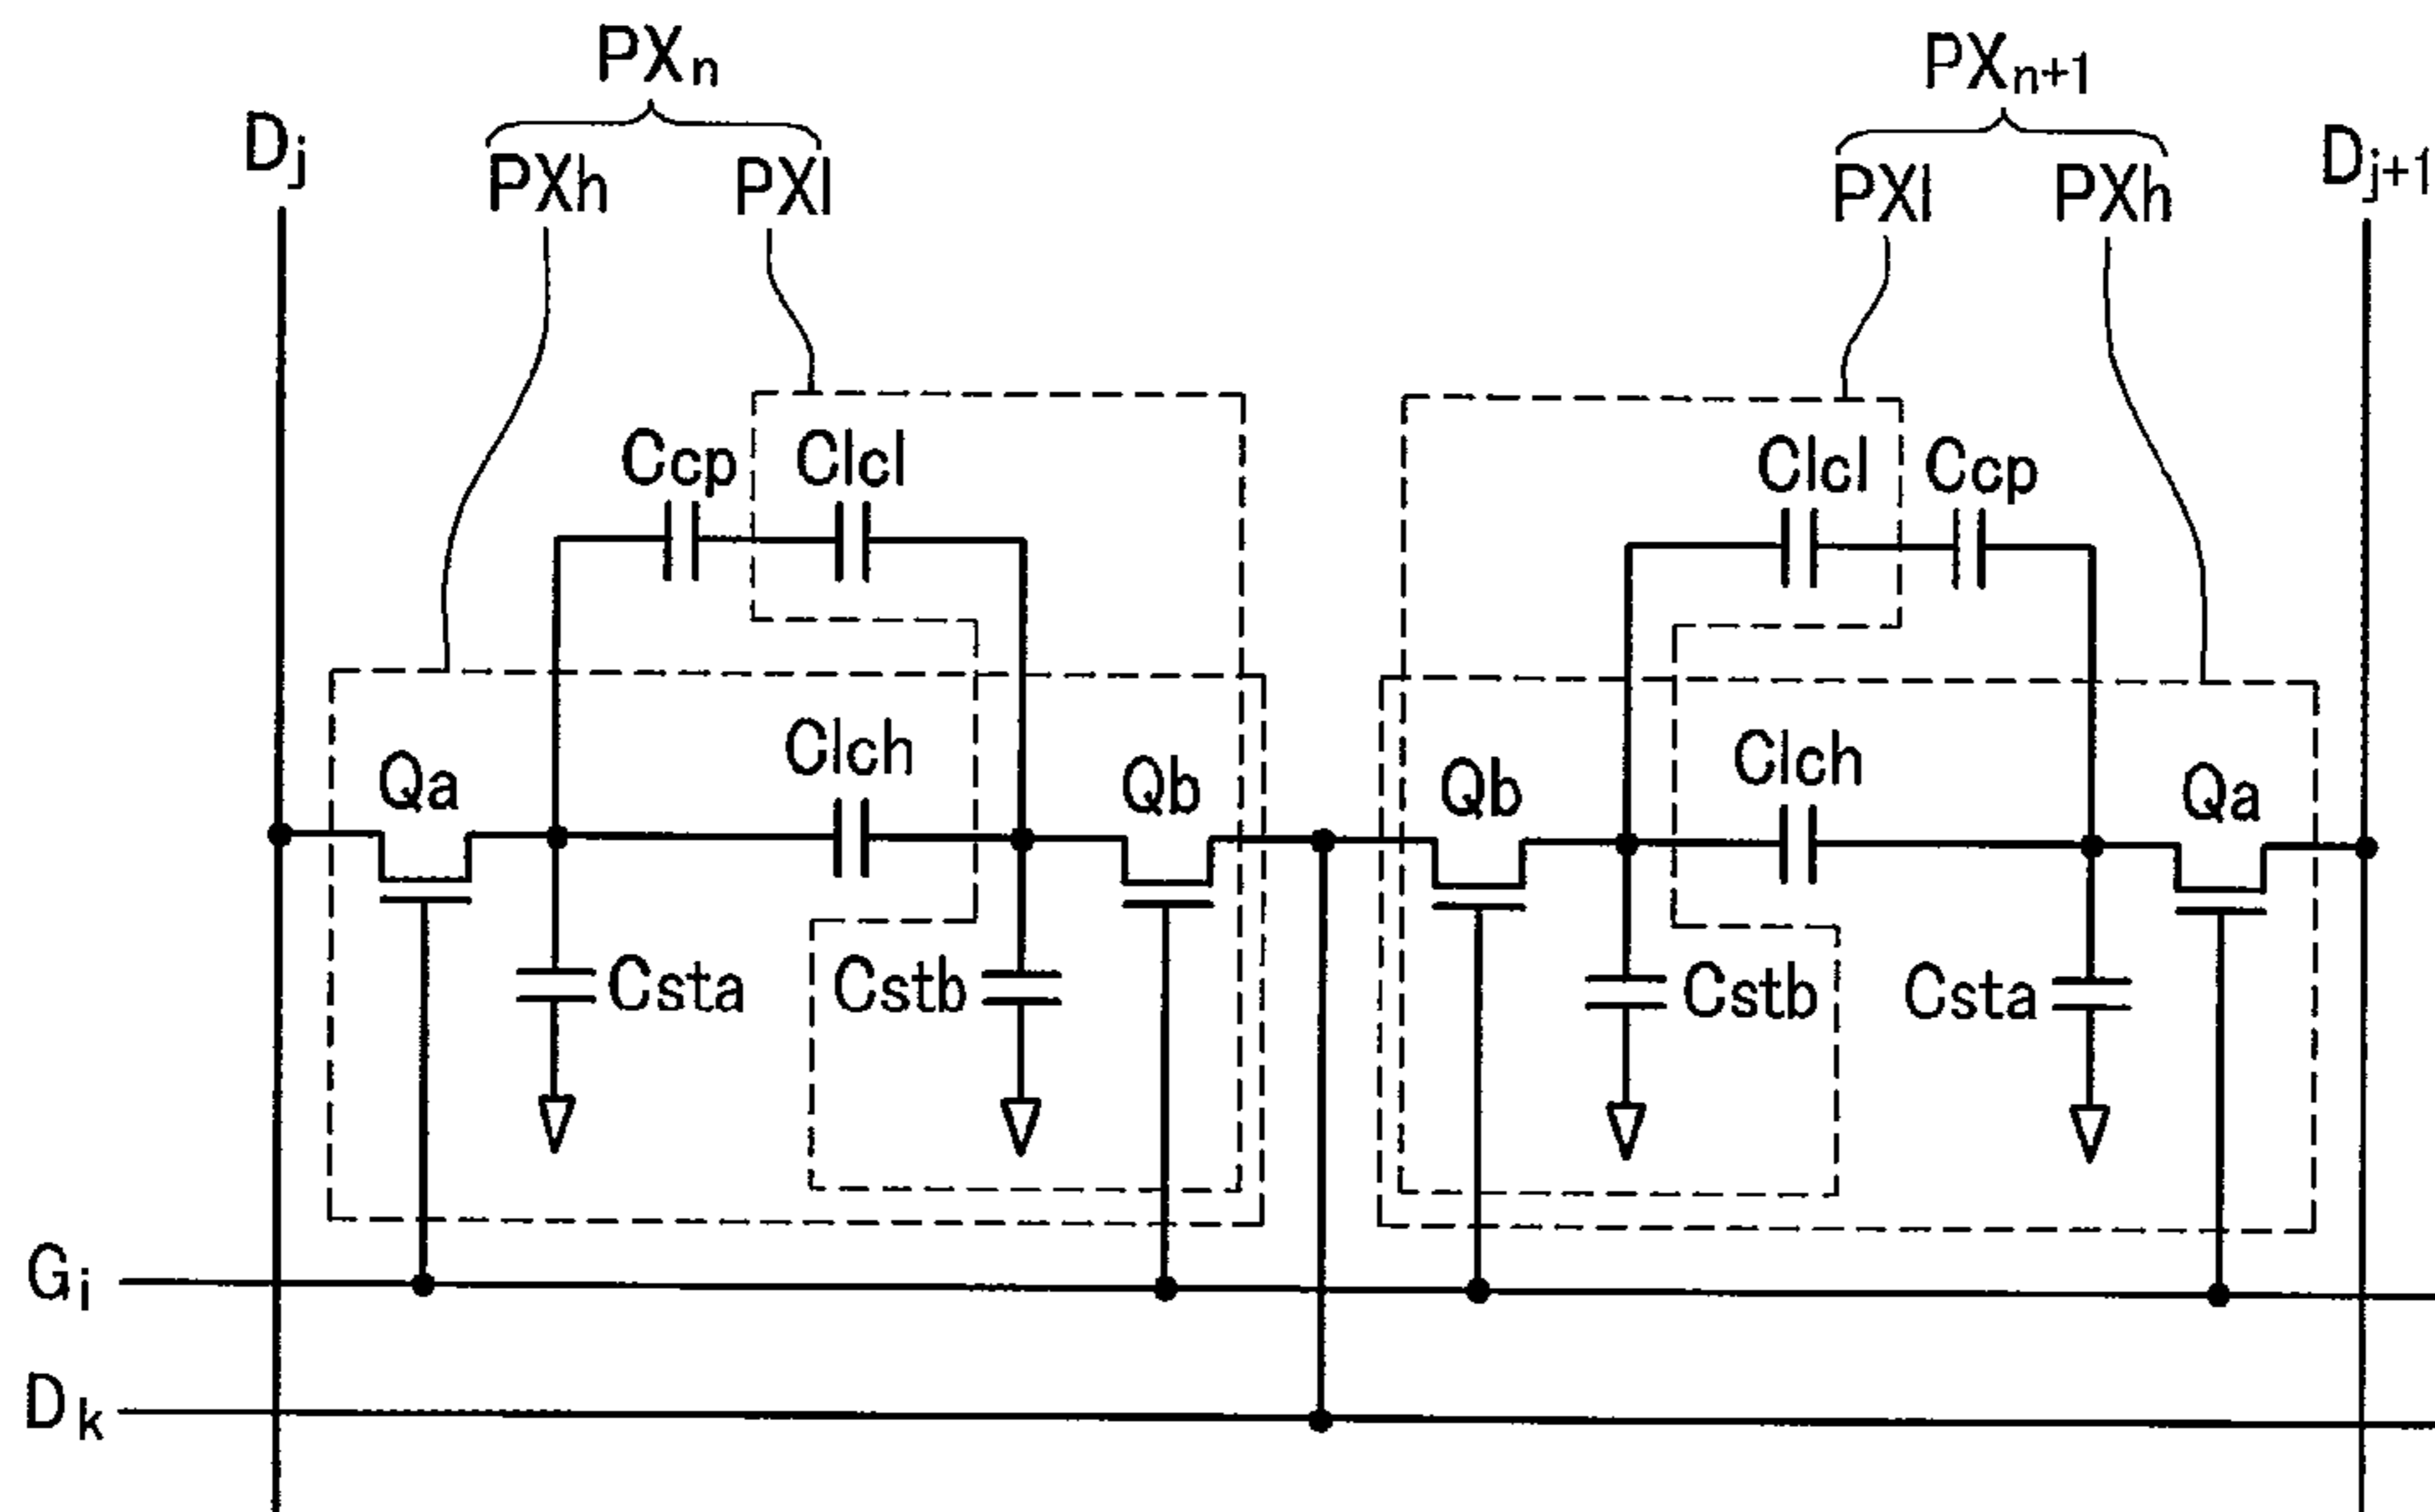 PXn PXn+1
Dj PXh PXl PXl PXh Dj+1
Ccp Clcl Clcl Ccp
Qa Clch Qb Qb Clch Qa
Csta Cstb Cstb Csta
Gi
Dk